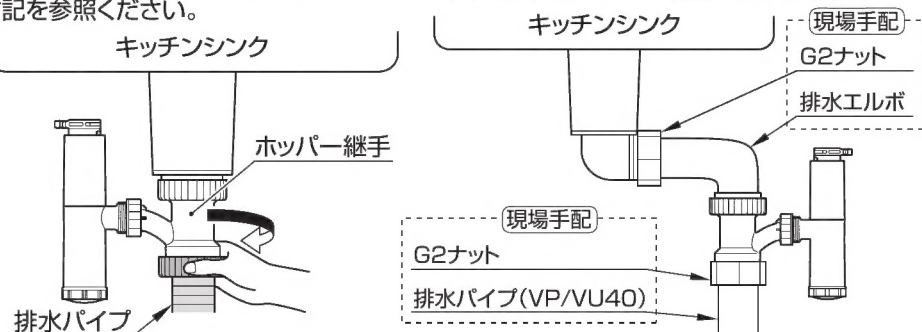 記を参照ください。
キッチンシンク
ホッパー継手
排水パイプ
キッチンシンク
現場手配
G2ナット
排水エルボ
現場手配
G2ナット
排水パイプ(VP/VU40)